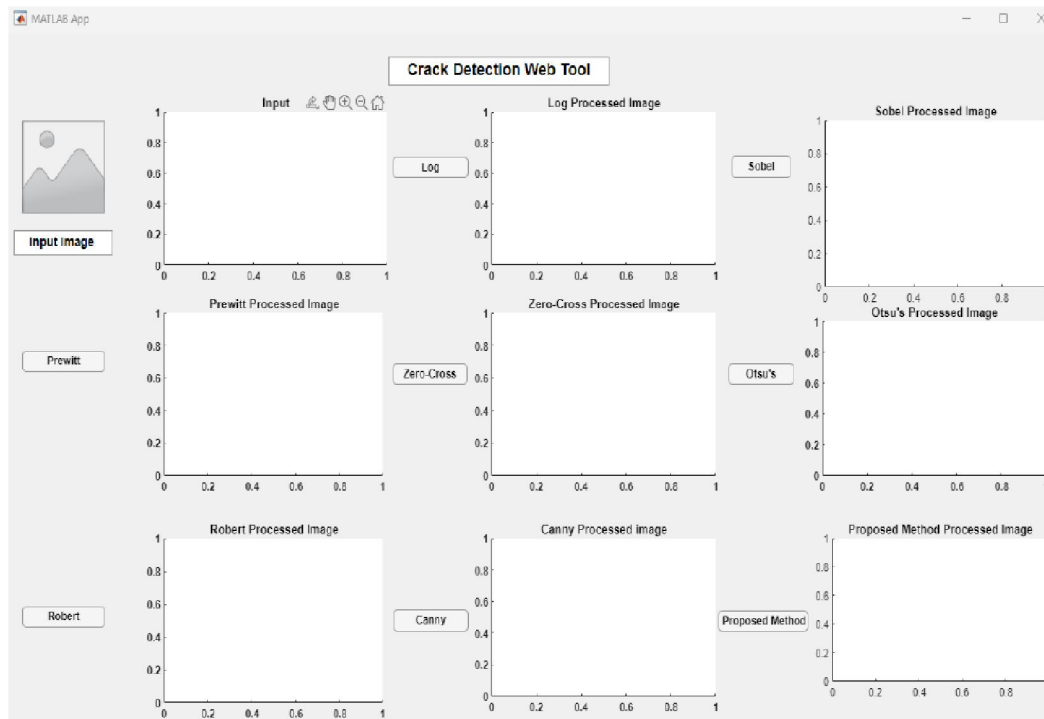 MATLAB App
Crack Detection Web Tool
Input
1
0.8
0.6
0.4
0.2
0
0 0.2 0.4 0.6 0.8 1
Log Processed Image
1
0.8
0.6
0.4
0.2
0
0 0.2 0.4 0.6 0.8 1
Sobel Processed Image
1
0.8
0.6
0.4
0.2
0
0 0.2 0.4 0.6 0.8
Input Image
Log
Sobel
Prewitt Processed Image
1
0.8
0.6
0.4
0.2
0
0 0.2 0.4 0.6 0.8 1
Zero-Cross Processed Image
1
0.8
0.6
0.4
0.2
0
0 0.2 0.4 0.6 0.8 1
Otsu's Processed Image
1
0.8
0.6
0.4
0.2
0
0 0.2 0.4 0.6 0.8
Prewitt
Zero-Cross
Otsu's
Robert Processed Image
1
0.8
0.6
0.4
0.2
0
0 0.2 0.4 0.6 0.8 1
Canny Processed image
1
0.8
0.6
0.4
0.2
0
0 0.2 0.4 0.6 0.8 1
Proposed Method Processed Image
1
0.8
0.6
0.4
0.2
0
0 0.2 0.4 0.6 0.8
Robert
Canny
Proposed Method